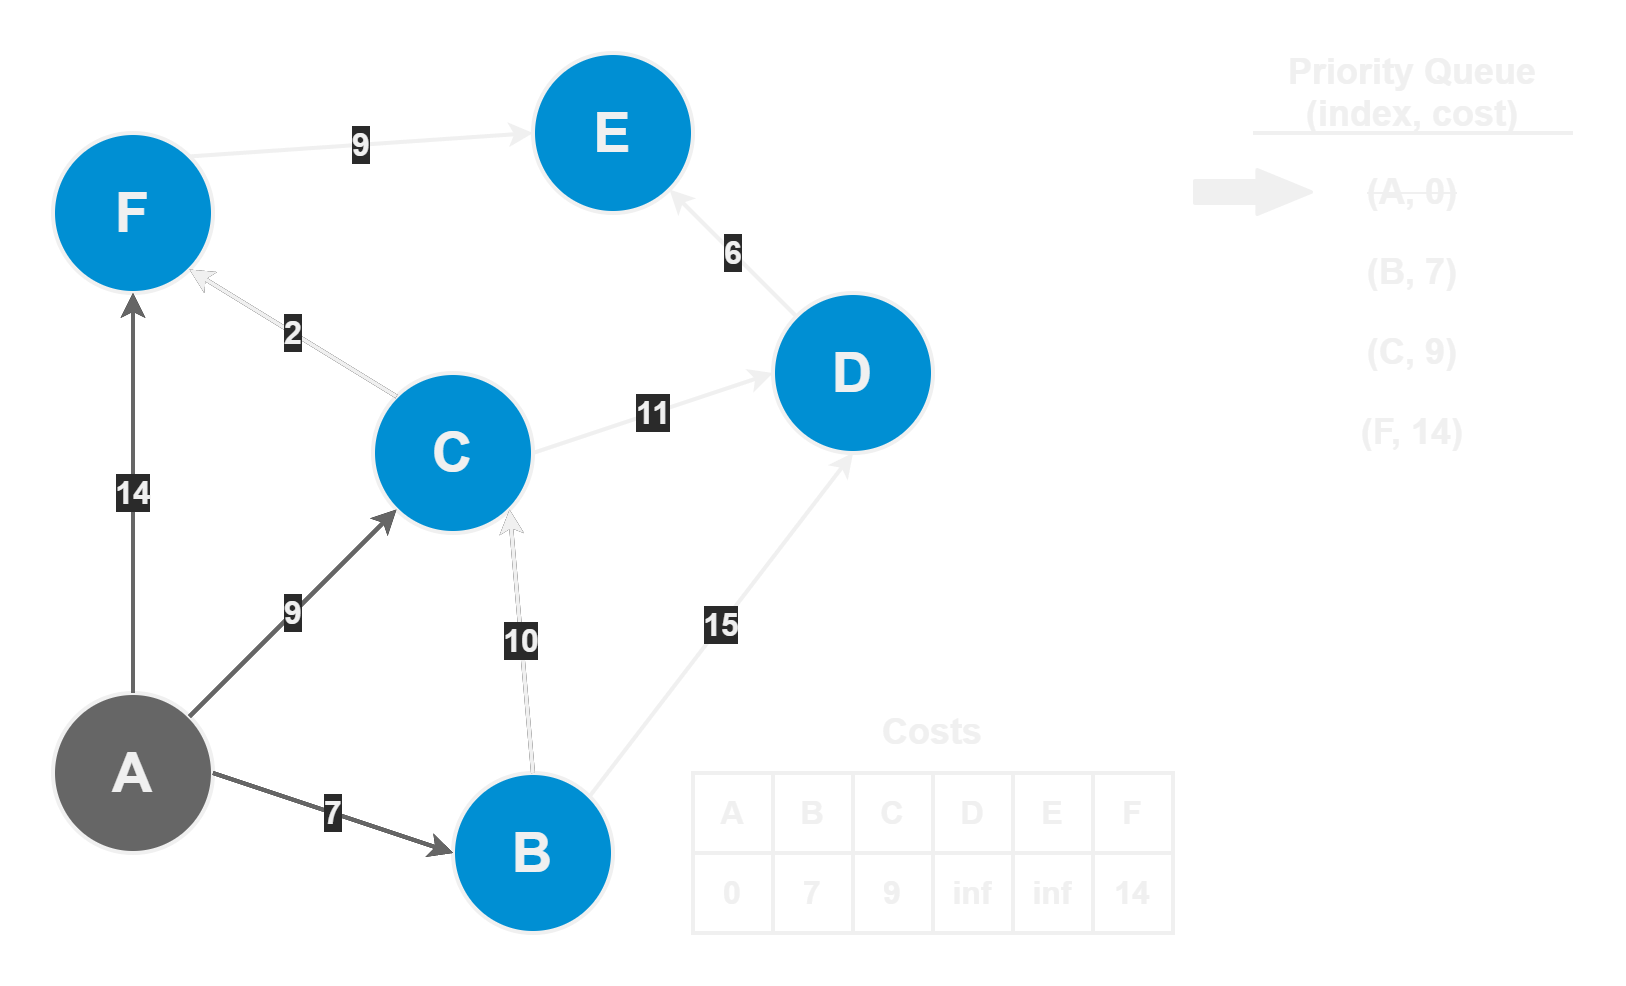 Priority Queue
(index, cost)
(A, 0)
(B, 7)
(C, 9)
(F, 14)
E
9
F
6
2
D
11
C
14
9
10
15
A
7
B
Costs
A B C D E F
0 7 9 inf inf 14